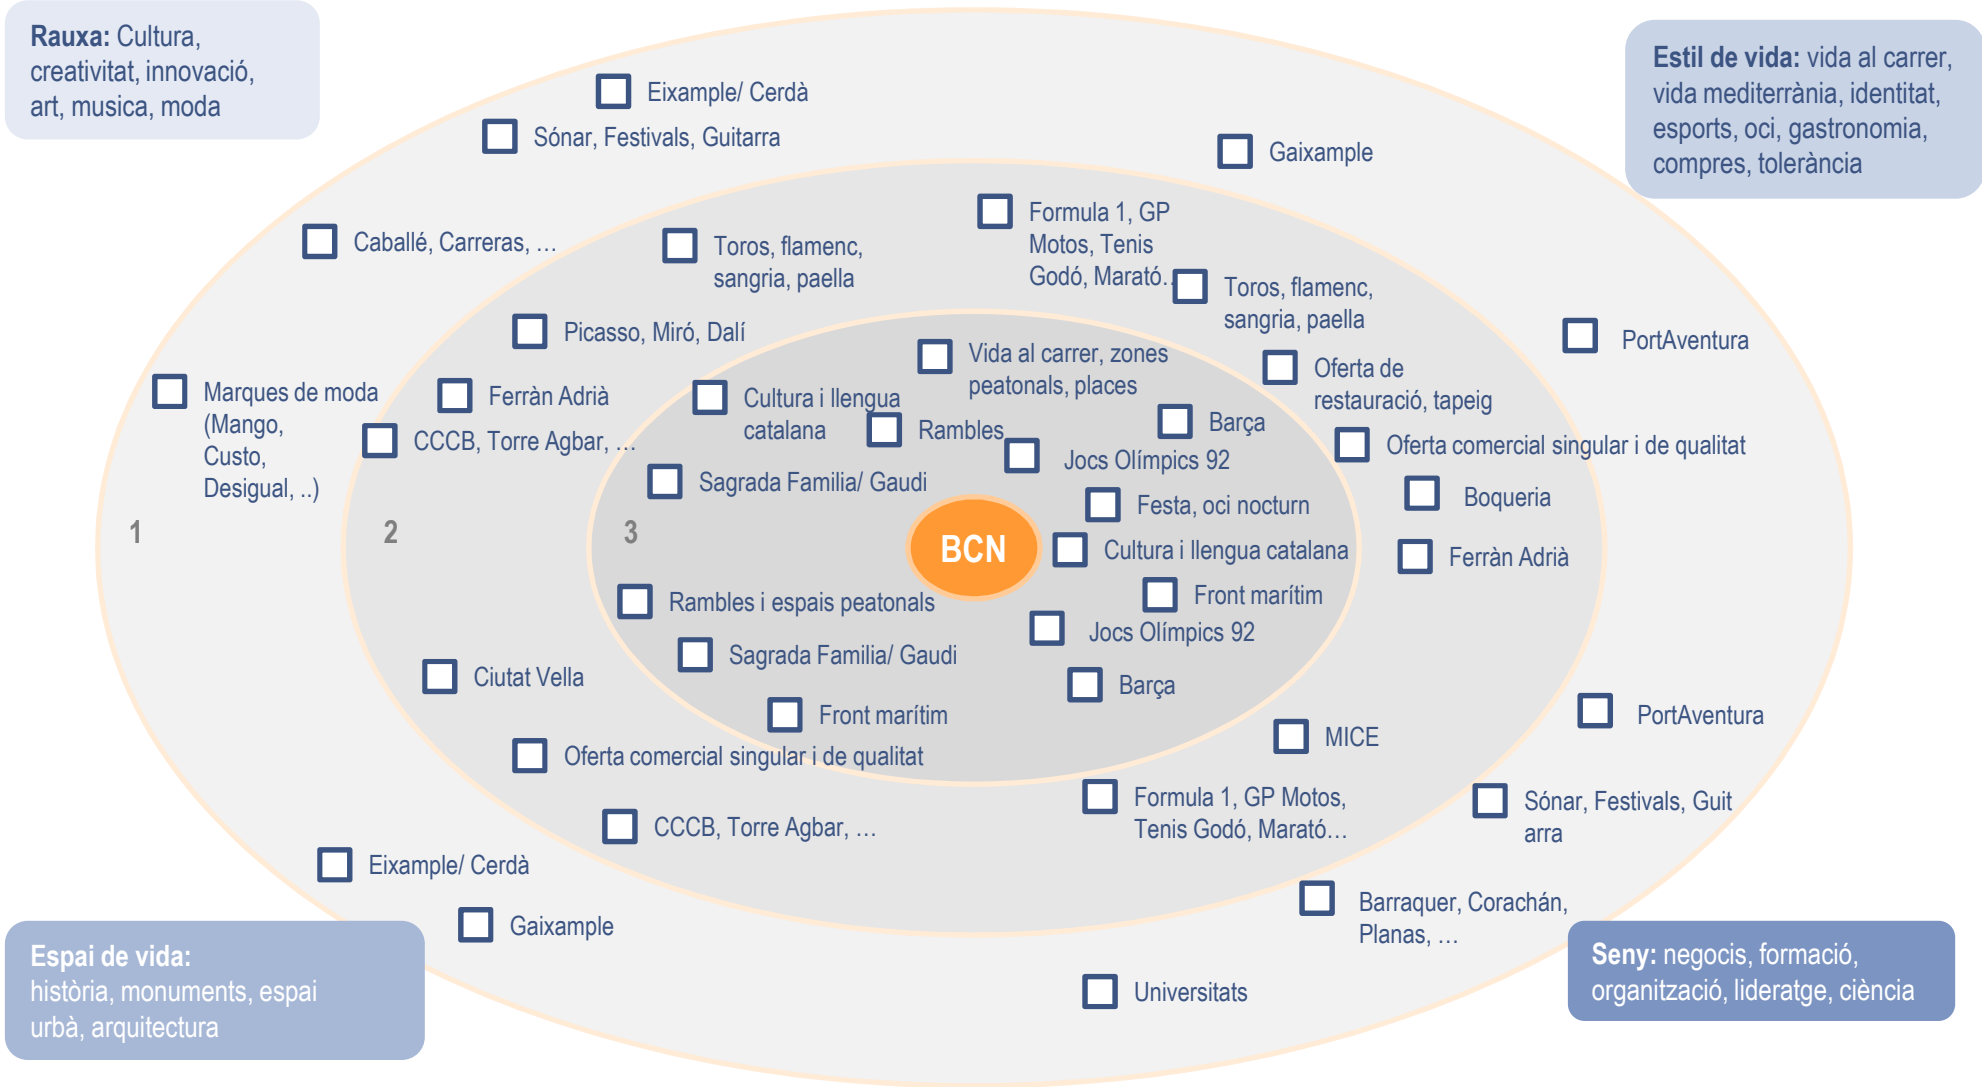 Rauxa: Cultura,
creativitat, innovació,
art, musica, moda
Estil de vida: vida al carrer,
vida mediterrània, identitat,
esports, oci, gastronomia,
compres, tolerància
Eixample/ Cerdà
Sónar, Festivals, Guitarra
Gaixample
Caballé, Carreras, …
Toros, flamenc,
sangria, paella
Formula 1, GP
Motos, Tenis
Godó, Marató…
Toros, flamenc,
sangria, paella
Picasso, Miró, Dalí
PortAventura
Vida al carrer, zones
peatonals, places
Oferta de
restauració, tapeig
Marques de moda
(Mango,
Custo,
Desigual, ..)
Ferràn Adrià
Cultura i llengua
catalana
Rambles
Barça
CCCB, Torre Agbar, …
Jocs Olímpics 92
Oferta comercial singular i de qualitat
Sagrada Familia/ Gaudi
Festa, oci nocturn
Boqueria
1
2
3
BCN
Cultura i llengua catalana
Ferràn Adrià
Rambles i espais peatonals
Front marítim
Jocs Olímpics 92
Sagrada Familia/ Gaudi
Ciutat Vella
Barça
Front marítim
PortAventura
MICE
Oferta comercial singular i de qualitat
Formula 1, GP Motos,
Tenis Godó, Marató…
Sónar, Festivals, Guit
arra
CCCB, Torre Agbar, …
Eixample/ Cerdà
Barraquer, Corachán,
Planas, …
Gaixample
Universitats
Espai de vida:
història, monuments, espai
urbà, arquitectura
Seny: negocis, formació,
organització, lideratge, ciència